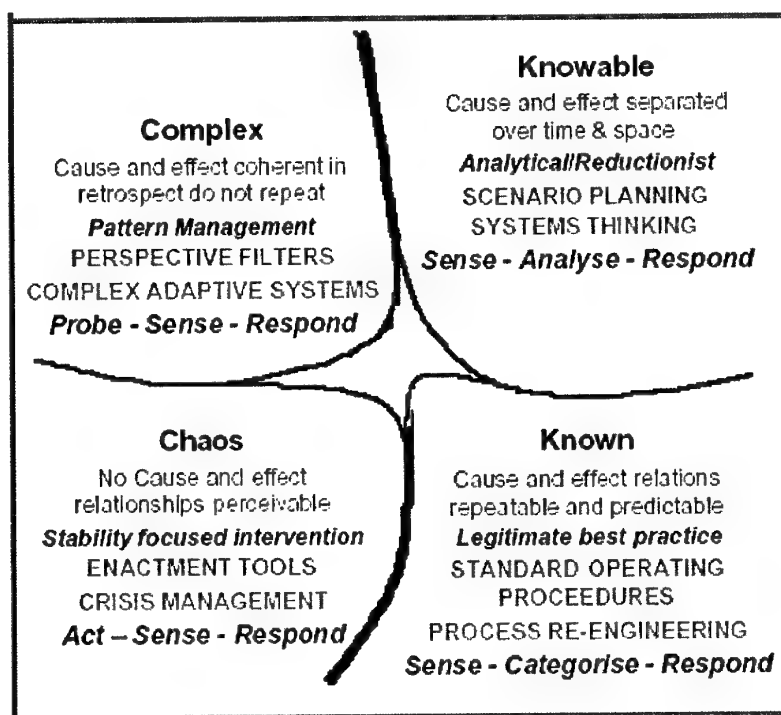 Complex
Cause and effect coherent in
retrospect do not repeat
Pattern Management
PERSPECTIVE FILTERS
COMPLEX ADAPTIVE SYSTEMS
Probe - Sense - Respond
Knowable
Cause and effect separated
over time & space
Analytical/Reductionist
SCENARIO PLANNING
SYSTEMS THINKING
Sense - Analyse - Respond
Chaos
No Cause and effect
relationships perceivable
Stability focused intervention
ENACTMENT TOOLS
CRISIS MANAGEMENT
Act – Sense - Respond
Known
Cause and effect relations
repeatable and predictable
Legitimate best practice
STANDARD OPERATING
PROCEEDURES
PROCESS RE-ENGINEERING
Sense - Categorise - Respond